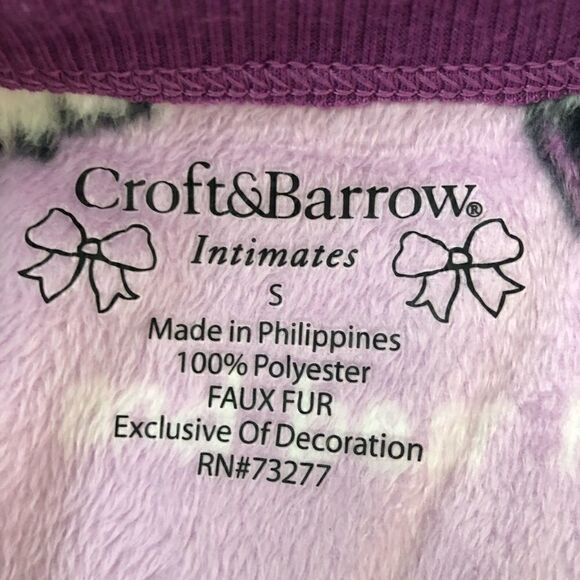 Croft&Barrow®
Intimates
S
Made in Philippines
100% Polyester
FAUX FUR
Exclusive Of Decoration
RN#73277